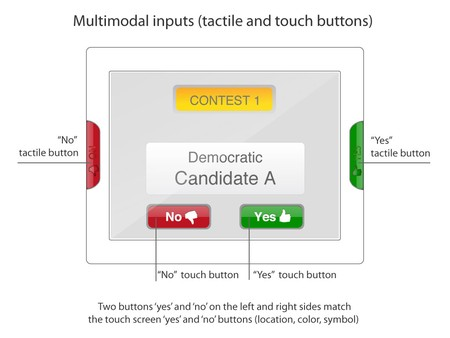 Multimodal inputs (tactile and touch buttons)
CONTEST 1
“No”
tactile button
“Yes”
tactile button
Democratic
Candidate A
No
Yes
“No” touch button
“Yes” touch button
Two buttons ‘yes’ and ‘no’ on the left and right sides match
the touch screen ‘yes’ and ‘no’ buttons (location, color, symbol)